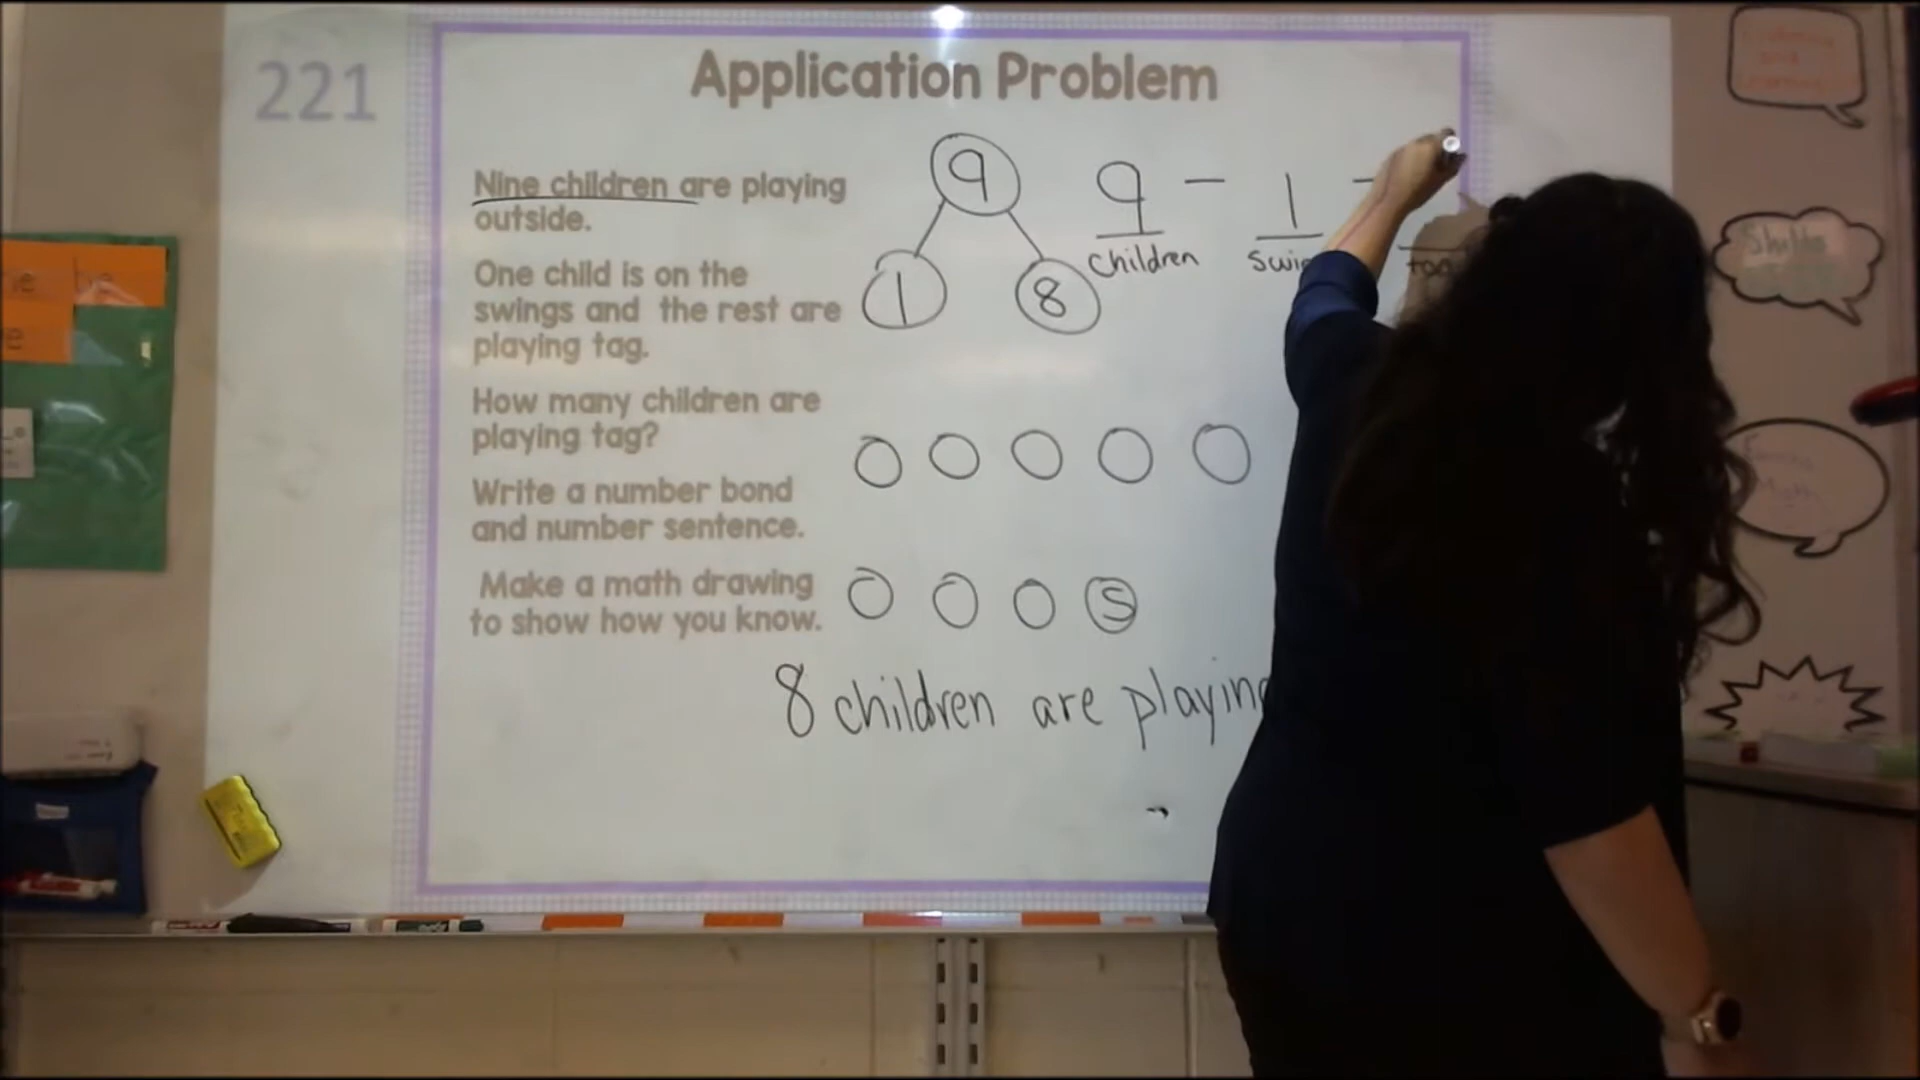 221
Application Problem
Nine children are playing
outside.
One child is on the
swings and the rest are
playing tag.
How many children are
playing tag?
Write a number bond
and number sentence.
Make a math drawing
to show how you know.
9
1 8
9 - 1 -
children
S
8 children are playing